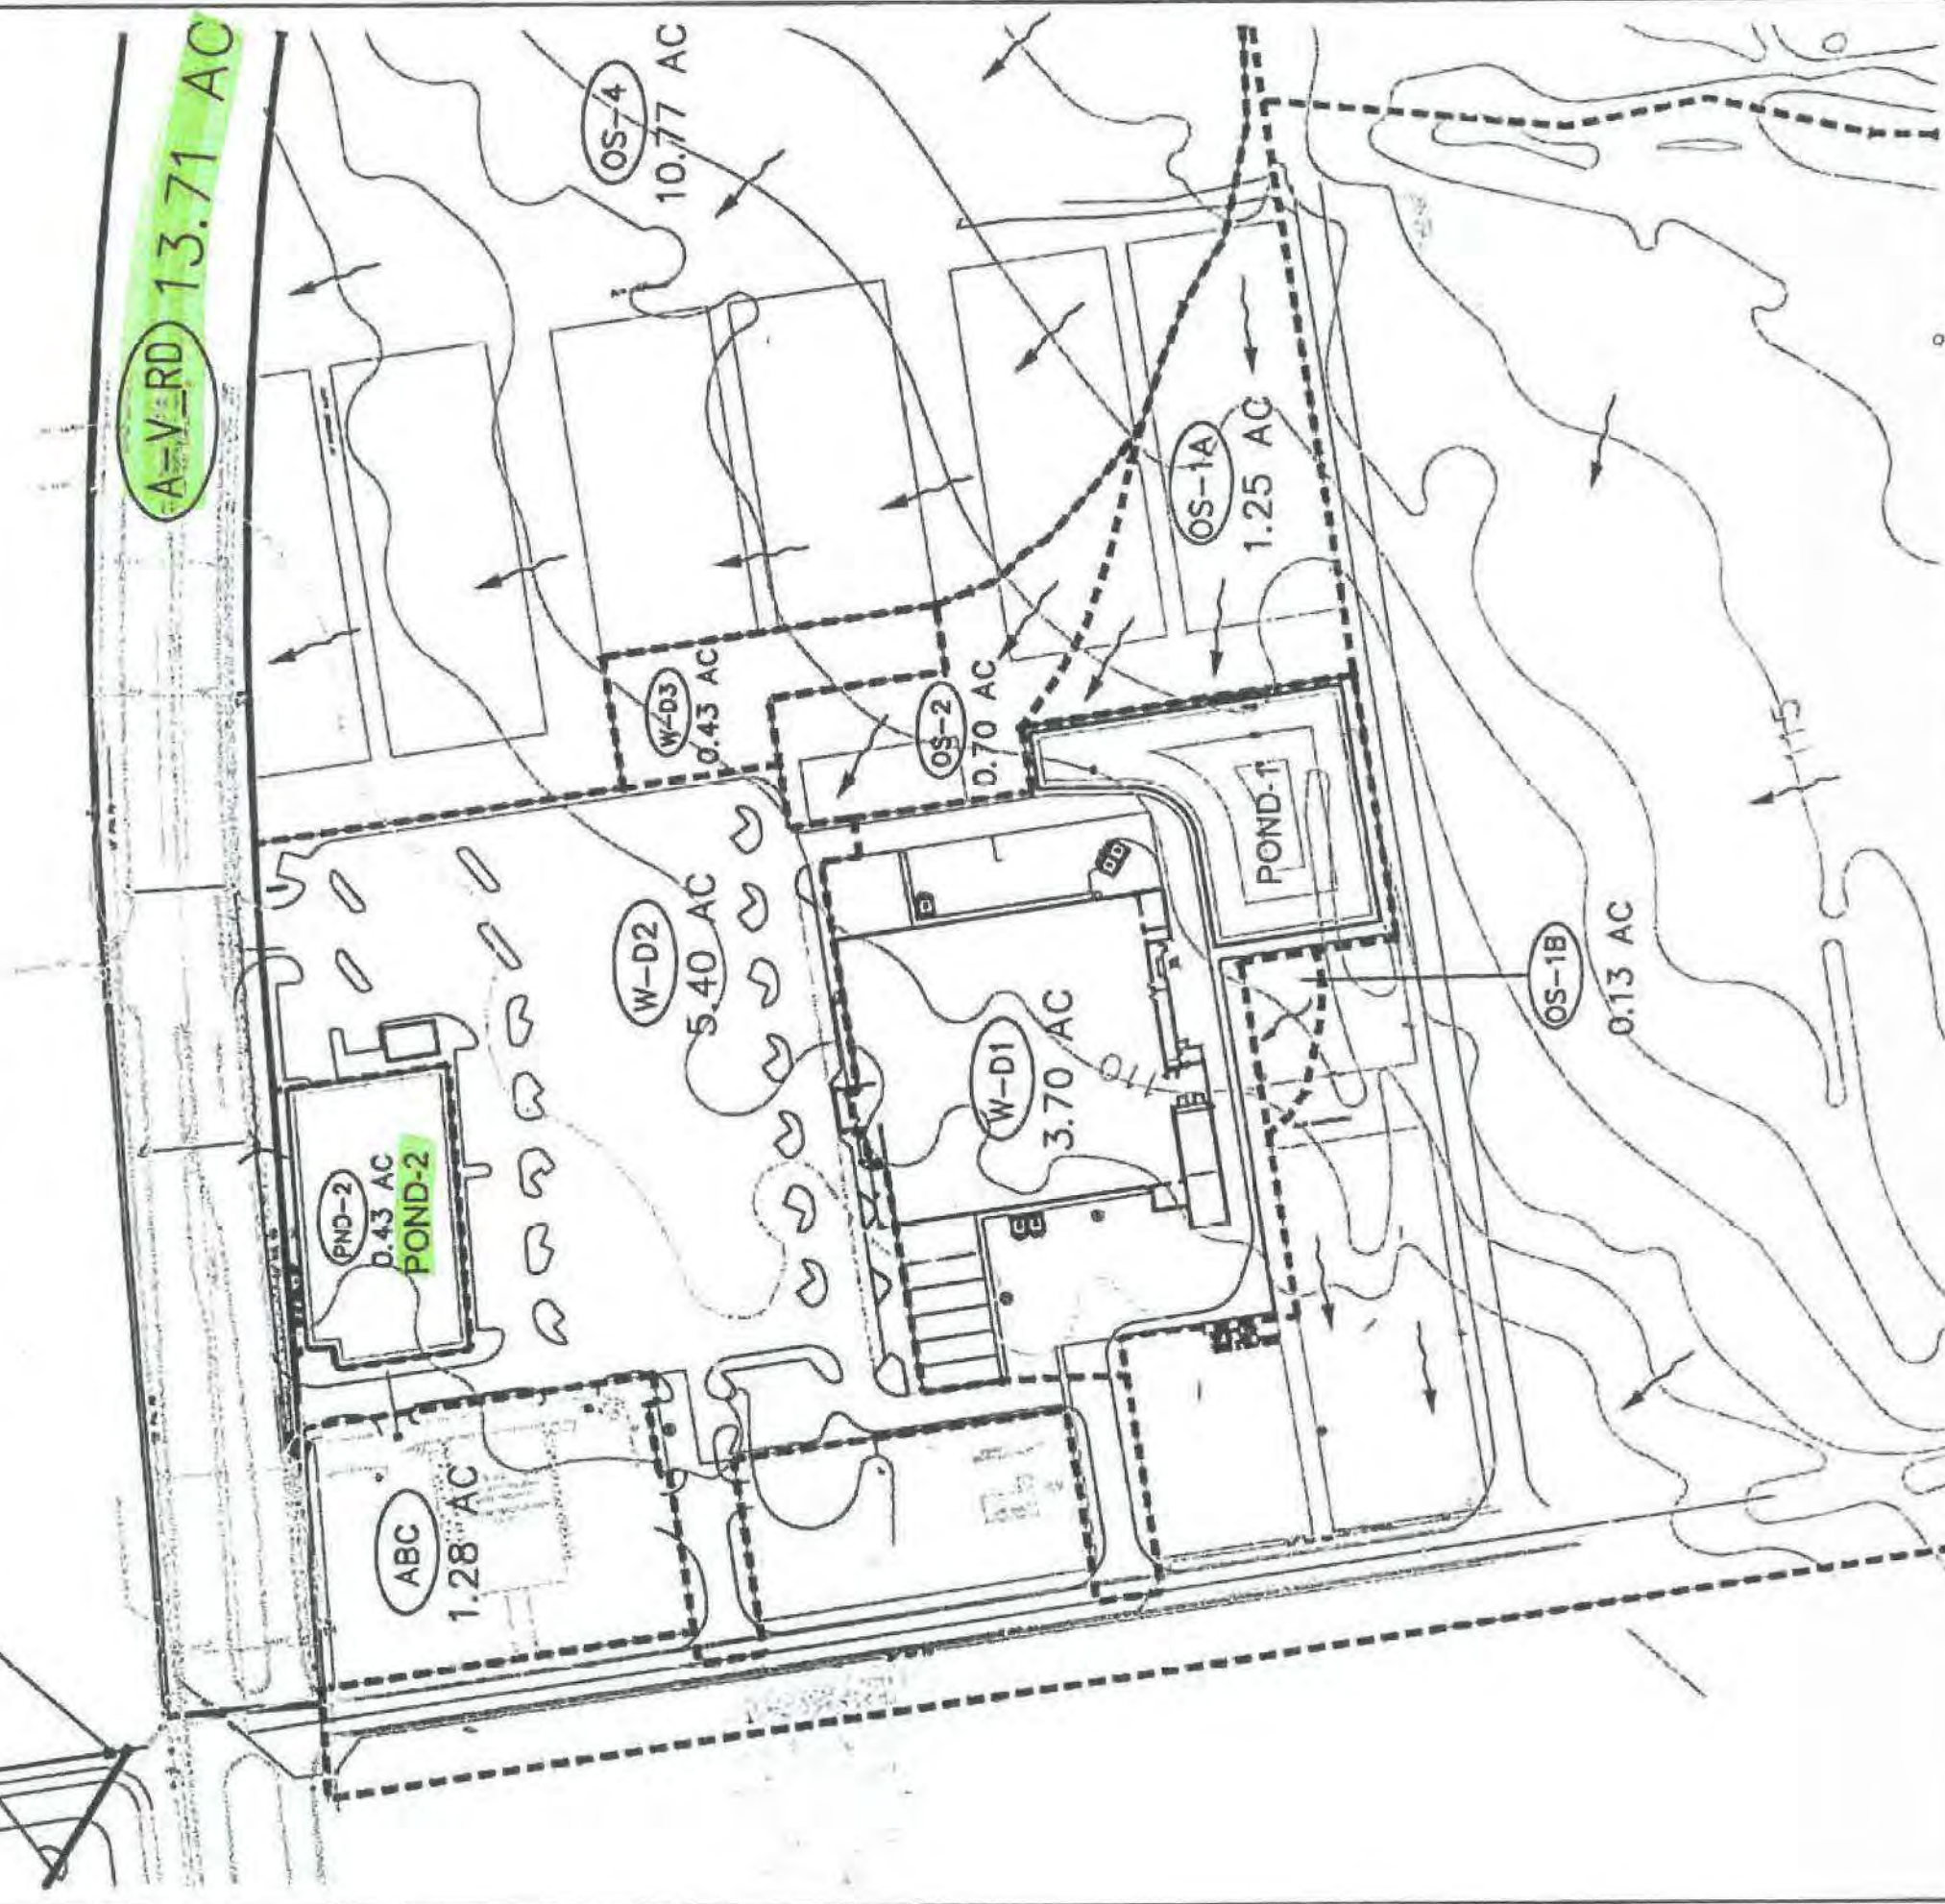 A-V_RD 13.71 AC
OS-4
10.77 AC
W-D3
0.43 AC
OS-2
0.70 AC
OS-1A
1.25 AC
POND-1
1115
W-D2
5.40 AC
W-D1
3.70 AC
110
OS-1B
0.13 AC
PND-2
0.43 AC
POND-2
ABC
1.28 AC